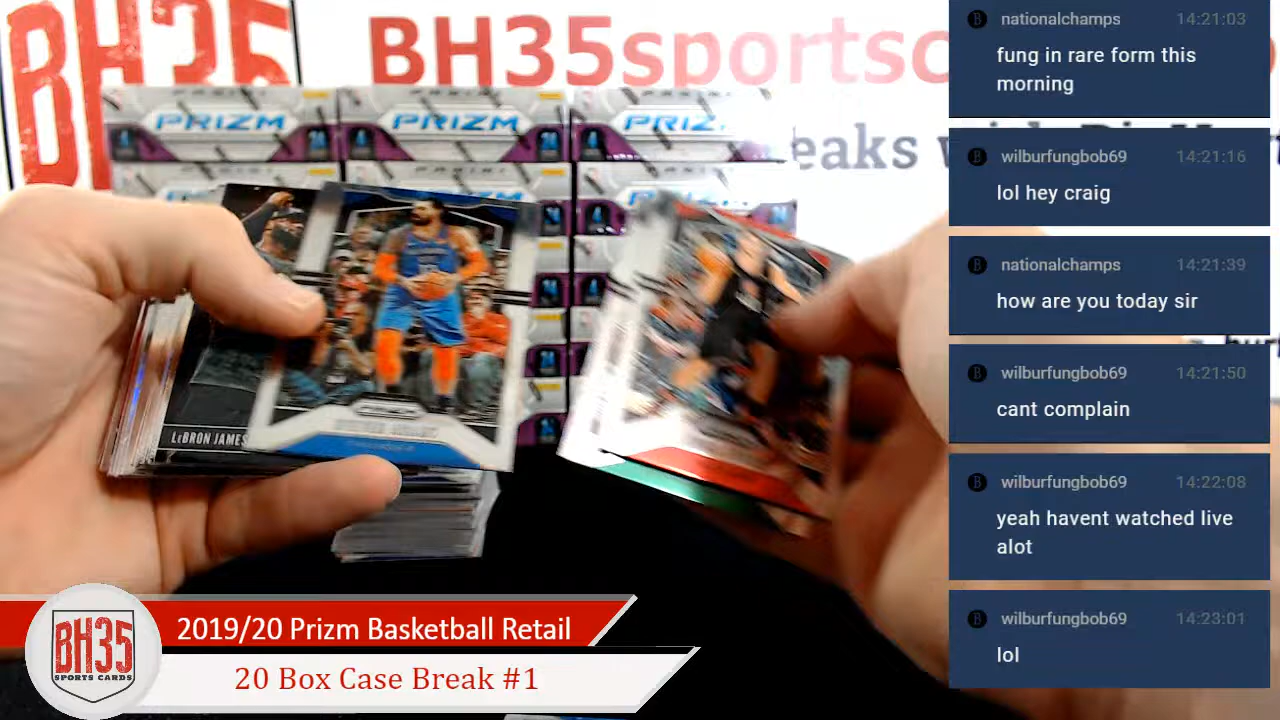 BH35
BH35sportsc
eaks w
PRIZM
PRIZM
PRIZ
LEBRON JAMES
2019/20 Prizm Basketball Retail
20 Box Case Break #1
BH35
SPORTS CARDS
nationalchamps 14:21:03
fung in rare form this
morning
wilburfungbob69 14:21:16
lol hey craig
nationalchamps 14:21:39
how are you today sir
wilburfungbob69 14:21:50
cant complain
wilburfungbob69 14:22:08
yeah havent watched live
alot
wilburfungbob69 14:23:01
lol